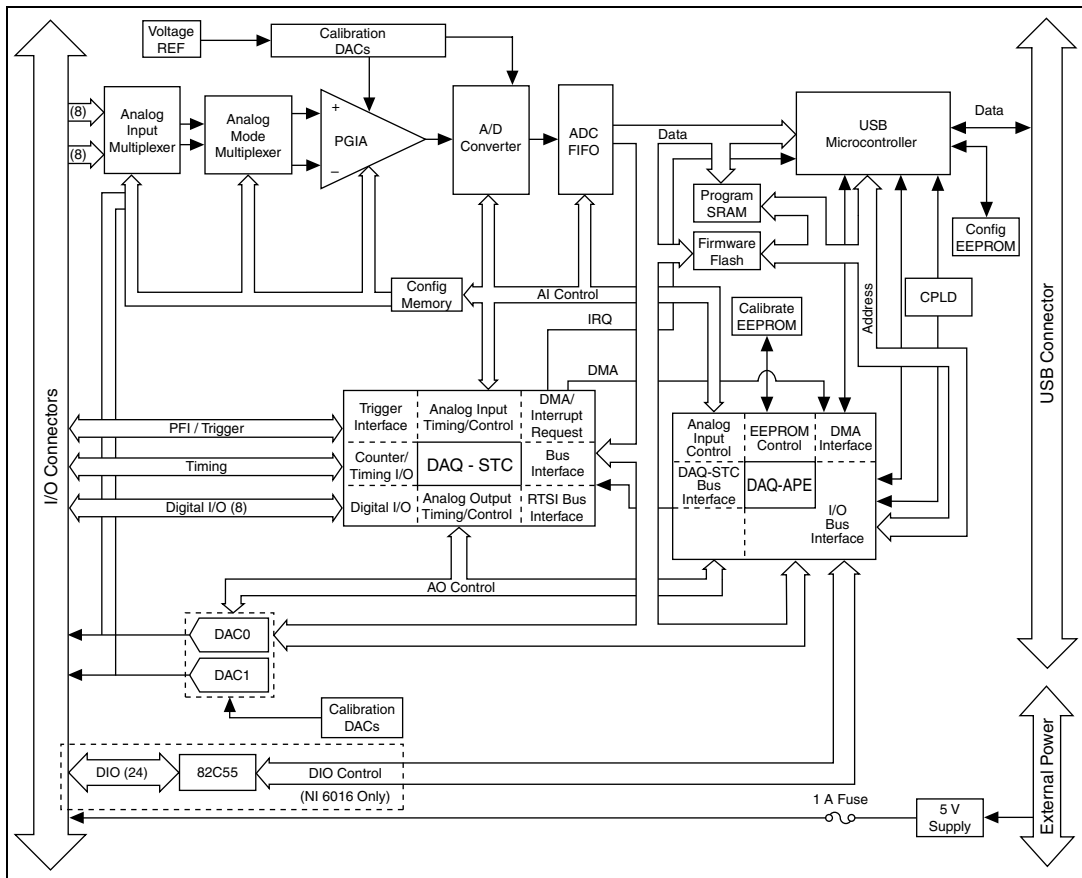 Voltage
REF
Calibration
DACs
(8)
(8)
Analog
Input
Multiplexer
Analog
Mode
Multiplexer
+
PGIA
–
A/D
Converter
ADC
FIFO
Data
USB
Microcontroller
Data
Program
SRAM
Firmware
Flash
Config
EEPROM
CPLD
Address
Config
Memory
AI Control
IRQ
DMA
Calibrate
EEPROM
I/O Connectors
USB Connector
PFI / Trigger
Timing
Digital I/O (8)
Trigger
Interface
Analog Input
Timing/Control
DMA/
Interrupt
Request
Counter/
Timing I/O
DAQ - STC
Bus
Interface
Digital I/O
Analog Output
Timing/Control
RTSI Bus
Interface
Analog
Input
Control
EEPROM
Control
DMA
Interface
DAQ-STC
Bus
Interface
DAQ-APE
I/O
Bus
Interface
AO Control
DAC0
DAC1
Calibration
DACs
DIO (24)
82C55
DIO Control
(NI 6016 Only)
1 A Fuse
5 V
Supply
External Power